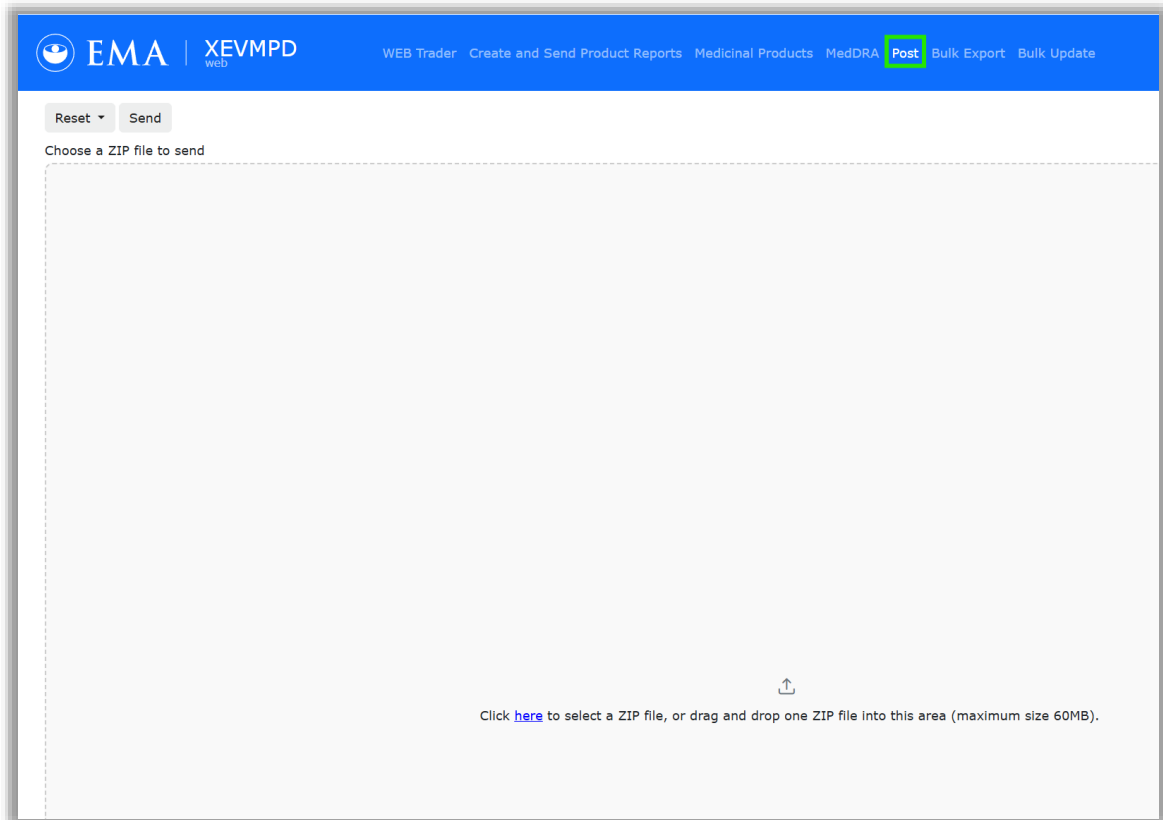 EMA XEVMPD
web
WEB Trader Create and Send Product Reports Medicinal Products MedDRA Post Bulk Export Bulk Update
Reset Send
Choose a ZIP file to send
Click here to select a ZIP file, or drag and drop one ZIP file into this area (maximum size 60MB).